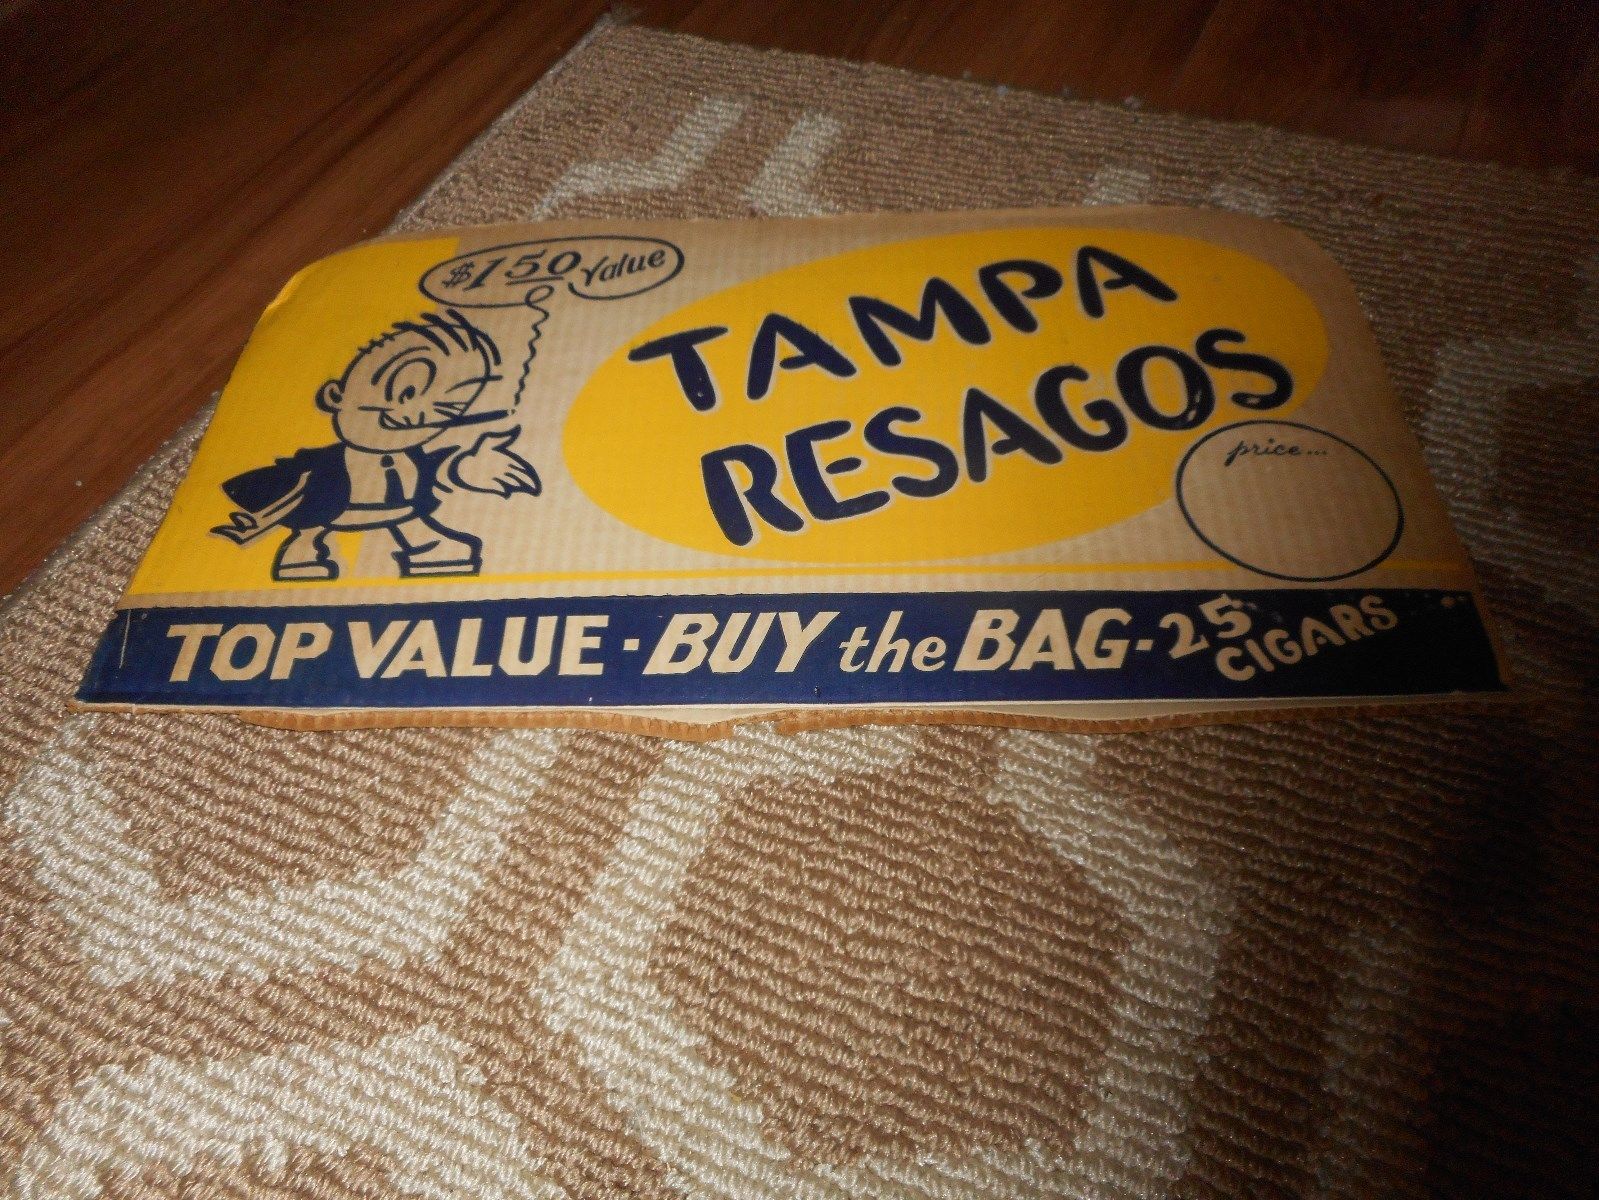 $1.50 Value
TAMPA
RESAGOS
price...
TOP VALUE - BUY the BAG - 25 CIGARS